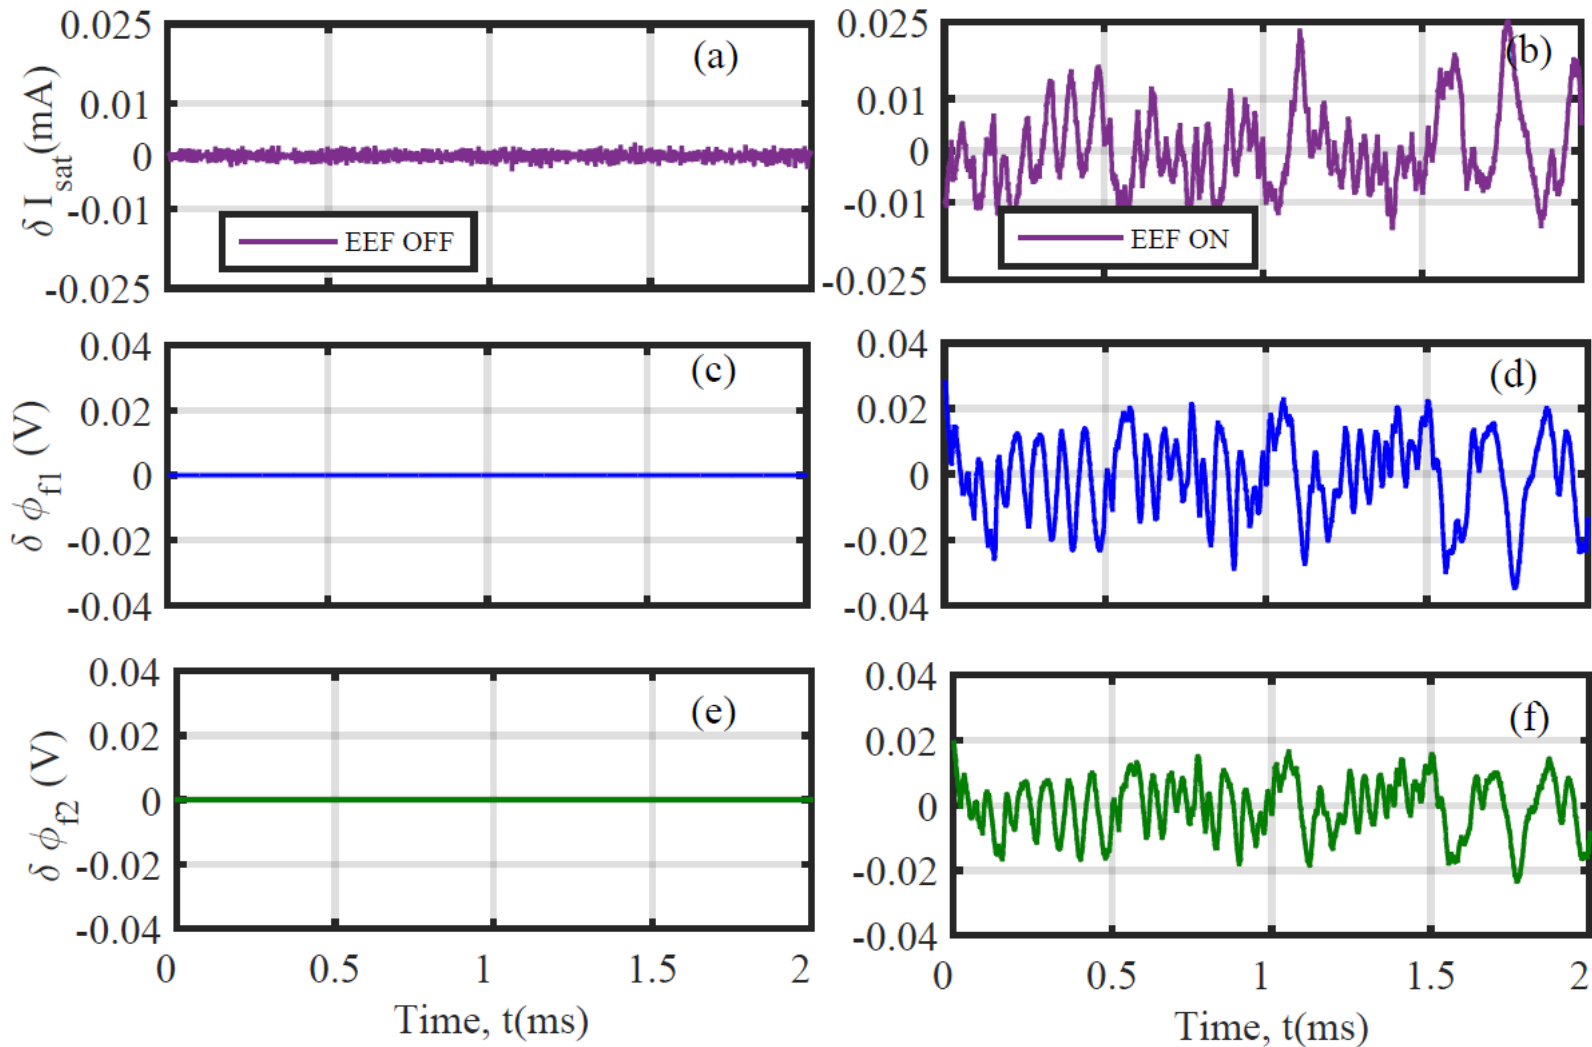 0.025
0.01
0
-0.01
-0.025
δ I_sat(mA)
(a)
EEF OFF
0.025
0.01
0
-0.01
-0.025
(b)
EEF ON
0.04
0.02
0
-0.02
-0.04
δ ϕ_f1 (V)
(c)
0.04
0.02
0
-0.02
-0.04
(d)
0.04
0.02
0
-0.02
-0.04
δ ϕ_f2 (V)
(e)
0 0.5 1 1.5 2
Time, t(ms)
0.04
0.02
0
-0.02
-0.04
(f)
0 0.5 1 1.5 2
Time, t(ms)